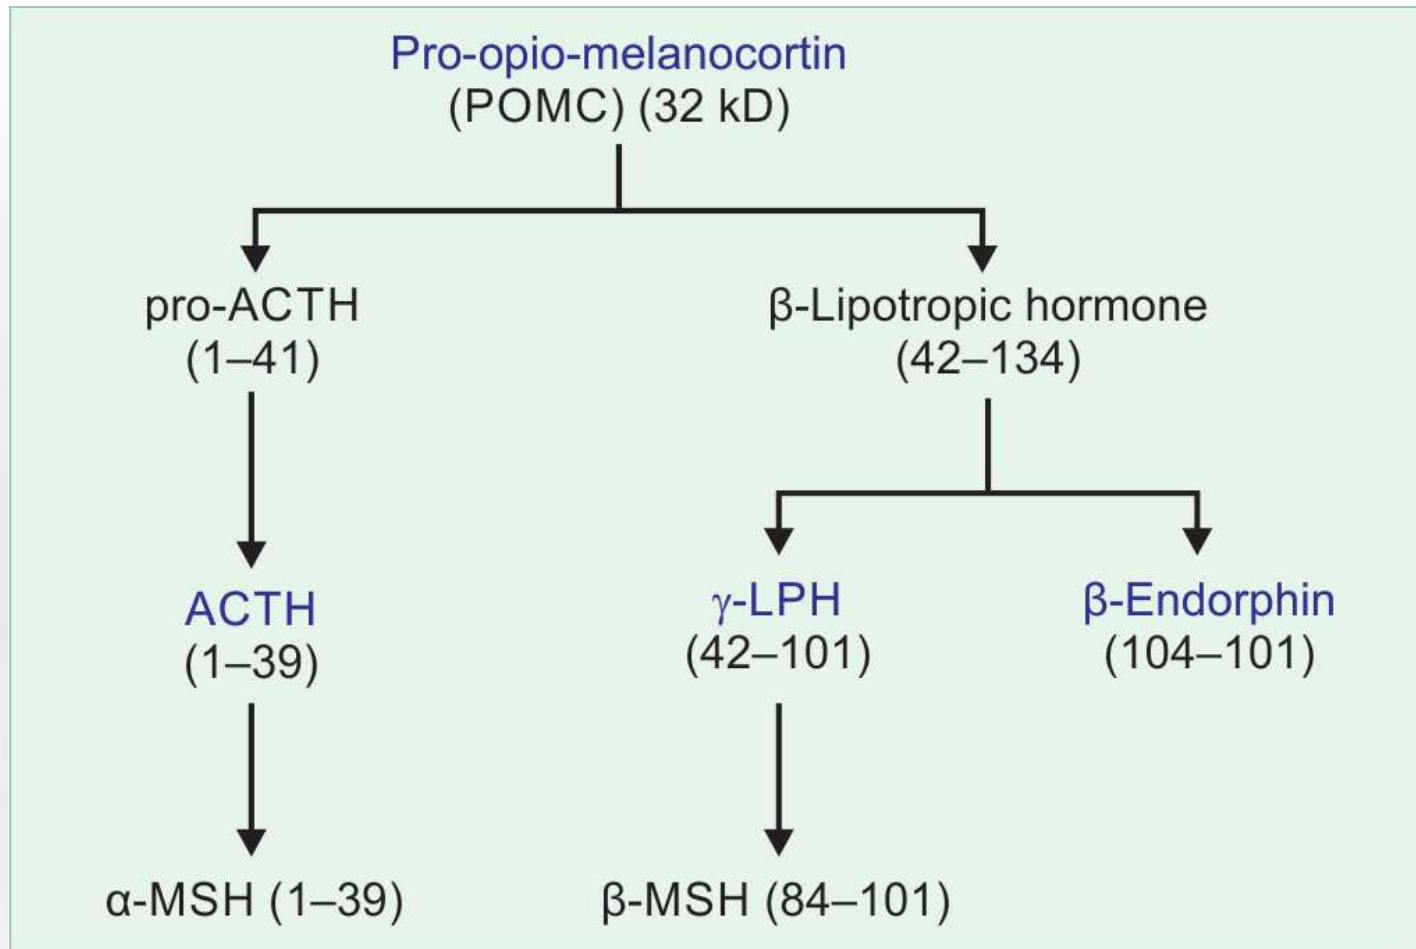 Pro-opio-melanocortin
(POMC) (32 kD)
pro-ACTH
(1–41)
β-Lipotropic hormone
(42–134)
ACTH
(1–39)
γ-LPH
(42–101)
β-Endorphin
(104–101)
α-MSH (1–39)
β-MSH (84–101)